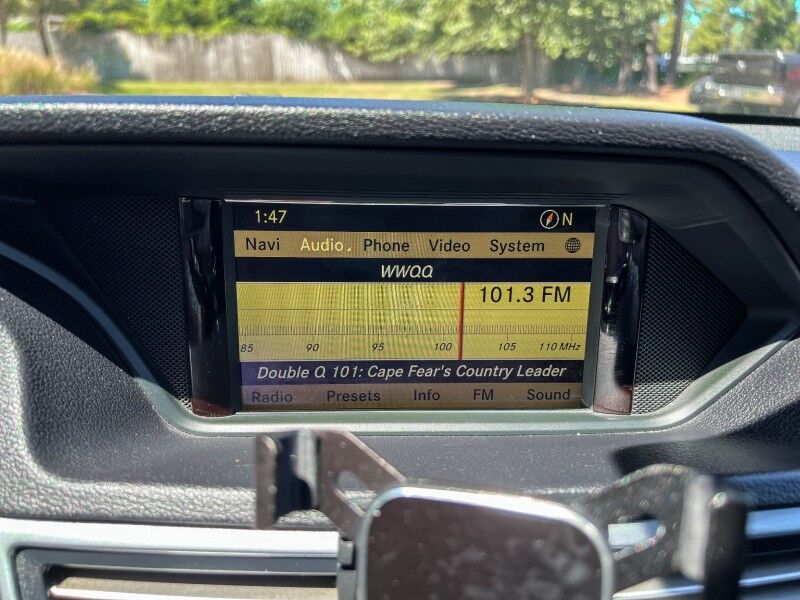 1:47 N
Navi Audio Phone Video System
WWQQ
101.3 FM
85 90 95 100 105 110 MHz
Double Q 101: Cape Fear's Country Leader
Radio Presets Info FM Sound